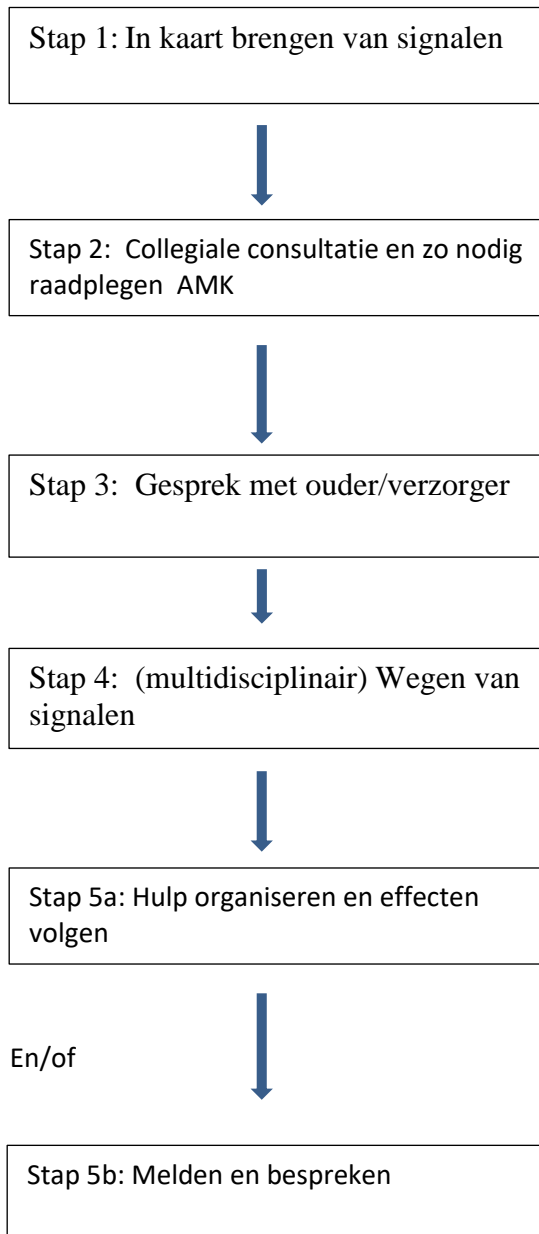 Stap 1: In kaart brengen van signalen
Stap 2:  Collegiale consultatie en zo nodig
raadplegen  AMK
Stap 3:  Gesprek met ouder/verzorger
Stap 4:  (multidisciplinair) Wegen van
signalen
Stap 5a: Hulp organiseren en effecten
volgen
En/of
Stap 5b: Melden en bespreken